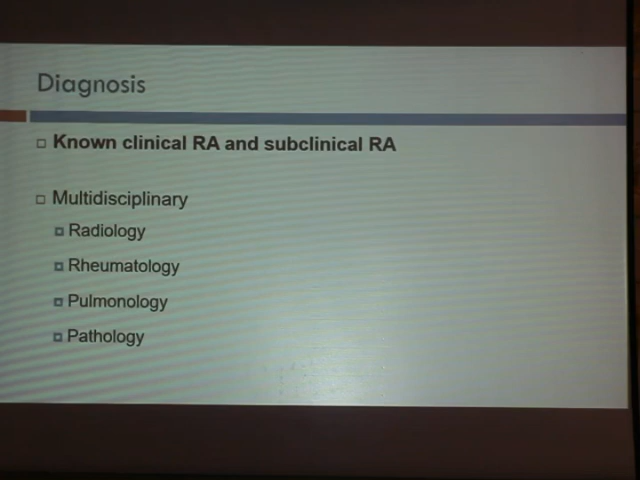 Diagnosis
Known clinical RA and subclinical RA
Multidisciplinary
Radiology
Rheumatology
Pulmonology
Pathology